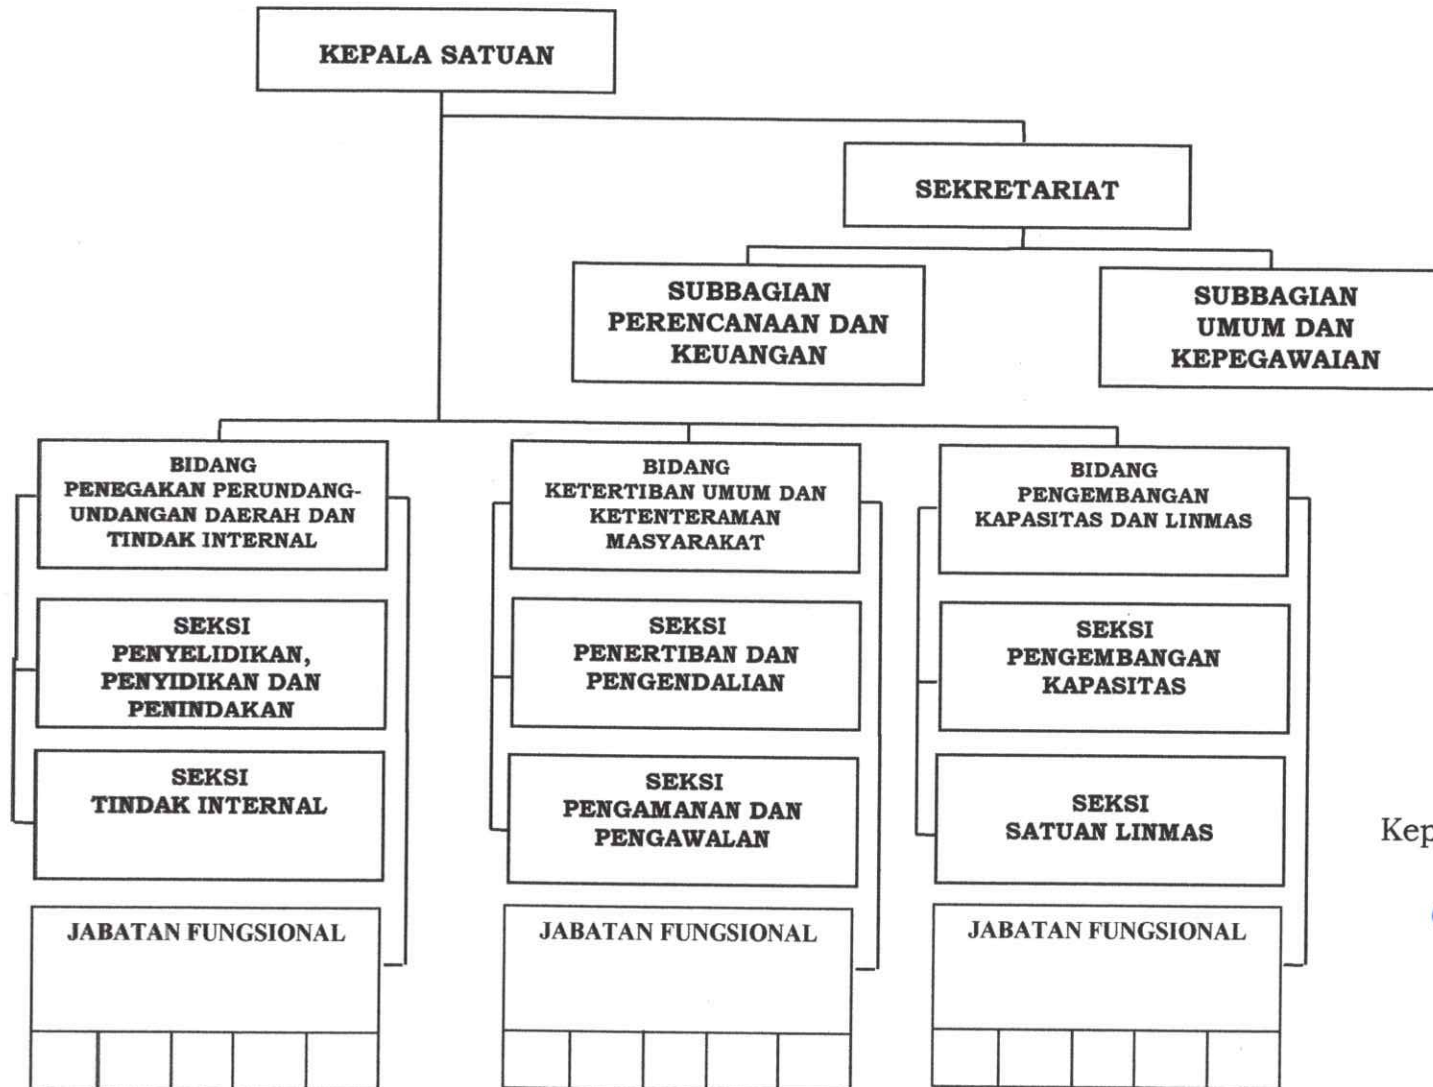 KEPALA SATUAN
SEKRETARIAT
SUBBAGIAN
PERENCANAAN DAN
KEUANGAN
SUBBAGIAN
UMUM DAN
KEPEGAWAIAN
BIDANG
PENEGAKAN PERUNDANG-
UNDANGAN DAERAH DAN
TINDAK INTERNAL
SEKSI
PENYELIDIKAN,
PENYIDIKAN DAN
PENINDAKAN
SEKSI
TINDAK INTERNAL
JABATAN FUNGSIONAL
BIDANG
KETERTIBAN UMUM DAN
KETENTERAMAN
MASYARAKAT
SEKSI
PENERTIBAN DAN
PENGENDALIAN
SEKSI
PENGAMANAN DAN
PENGAWALAN
JABATAN FUNGSIONAL
BIDANG
PENGEMBANGAN
KAPASITAS DAN LINMAS
SEKSI
PENGEMBANGAN
KAPASITAS
SEKSI
SATUAN LINMAS
JABATAN FUNGSIONAL
Kep